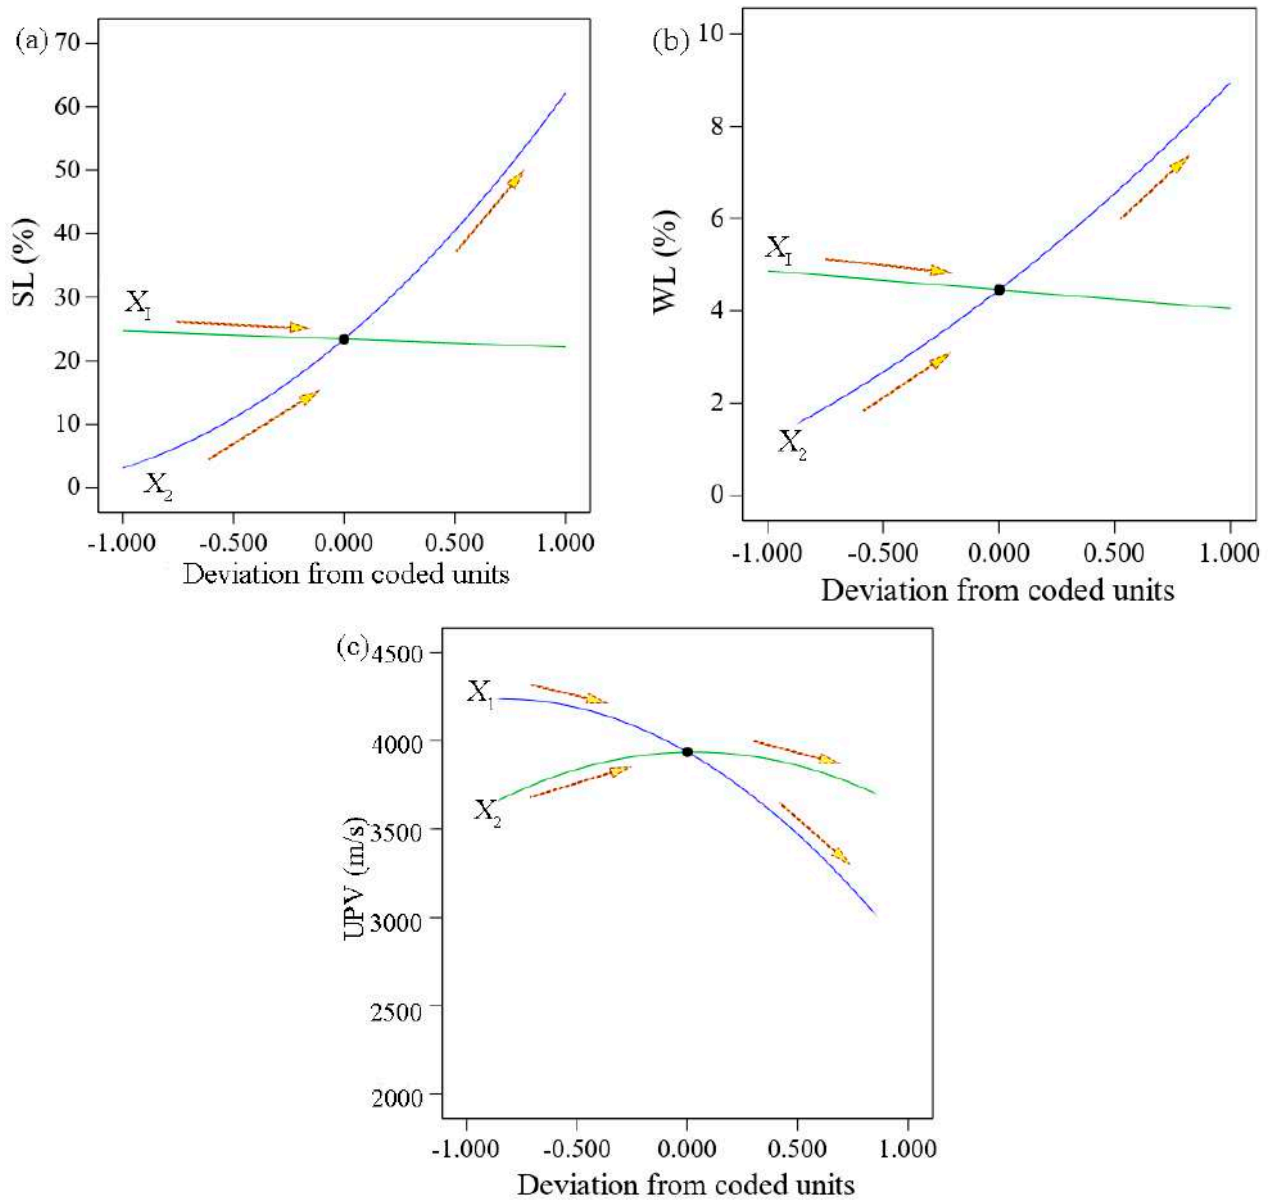 (a)
70
60
50
40
30
20
10
0
SL (%)
X₁
X₂
-1.000 -0.500 0.000 0.500 1.000
Deviation from coded units
(b)
10
8
6
4
2
0
WL (%)
X₁
X₂
-1.000 -0.500 0.000 0.500 1.000
Deviation from coded units
(c)
4500
4000
3500
3000
2500
2000
UPV (m/s)
X₁
X₂
-1.000 -0.500 0.000 0.500 1.000
Deviation from coded units